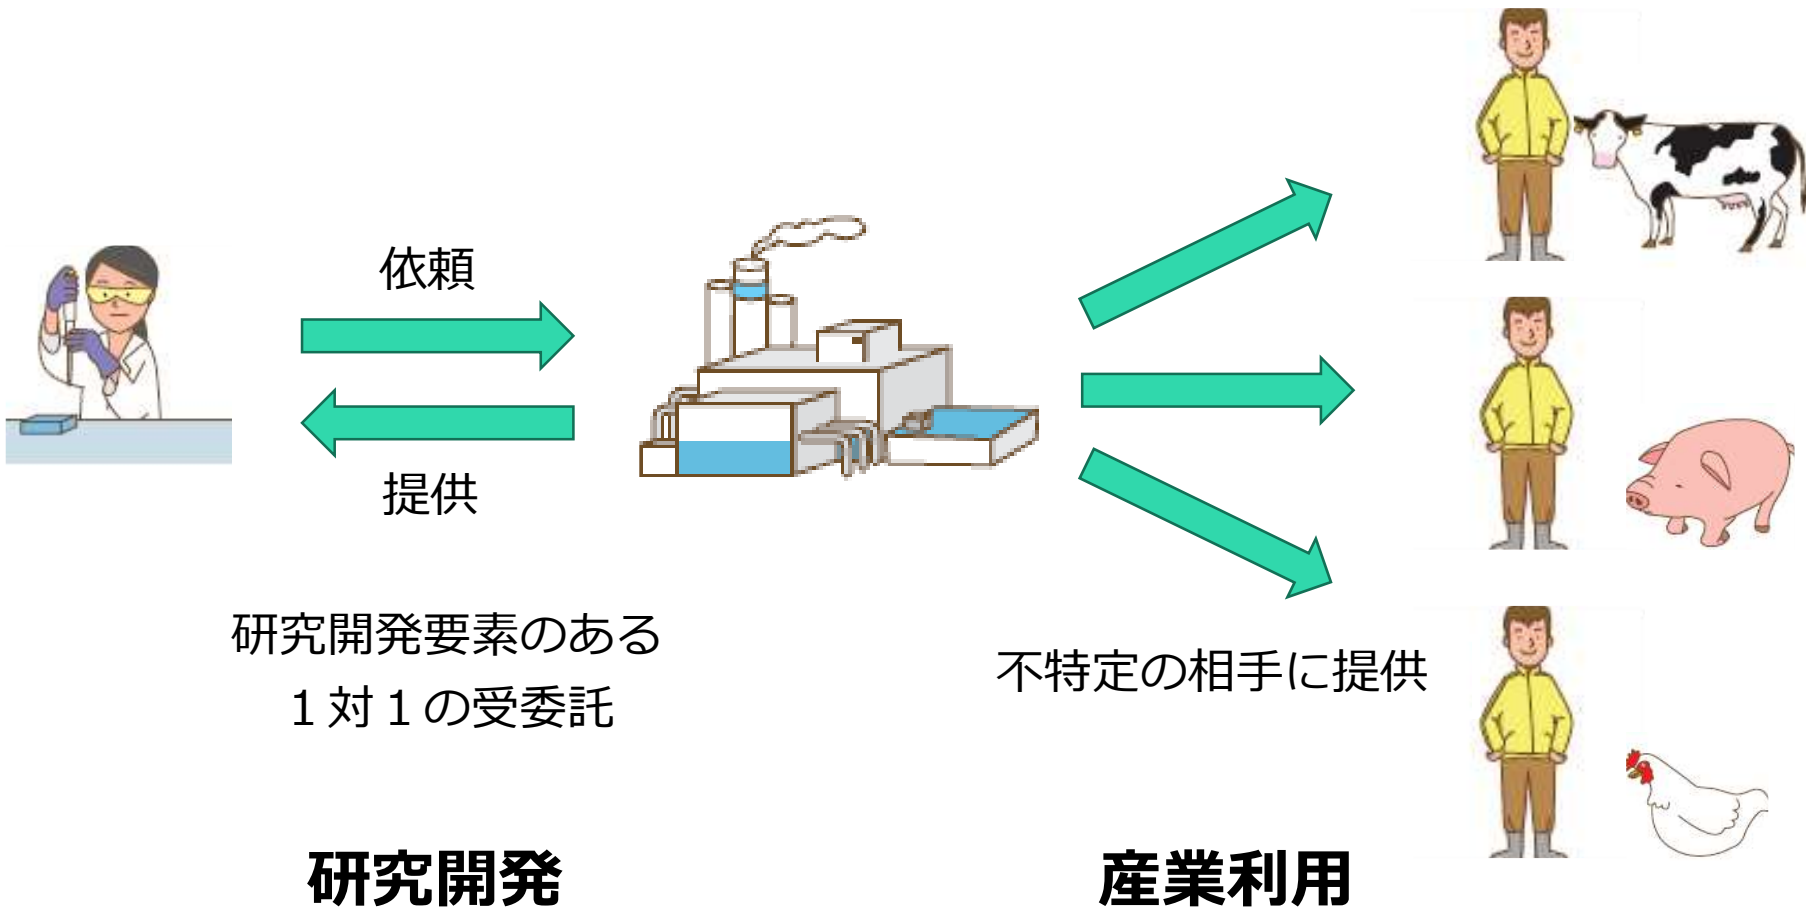 依頼
提供
研究開発要素のある
１対１の受委託
不特定の相手に提供
研究開発
産業利用